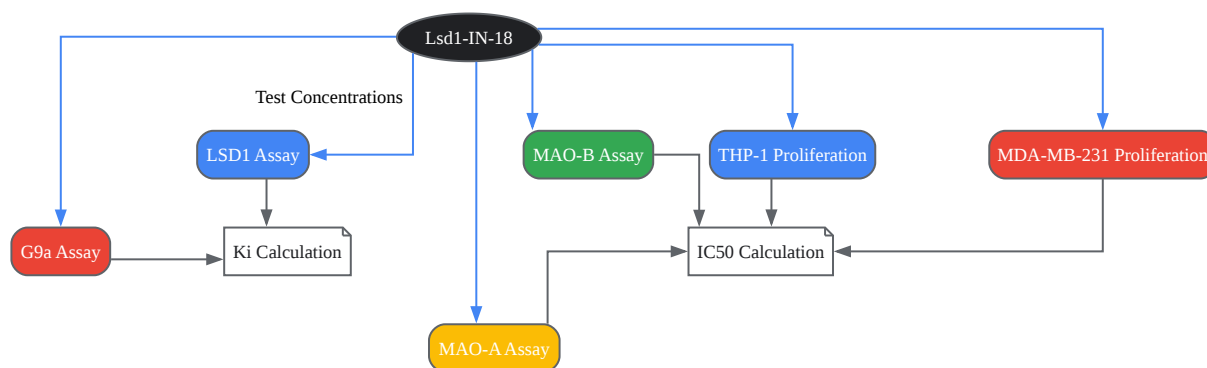 Lsd1-IN-18
Test Concentrations
LSD1 Assay
MAO-B Assay
THP-1 Proliferation
MDA-MB-231 Proliferation
G9a Assay
Ki Calculation
IC50 Calculation
MAO-A Assay